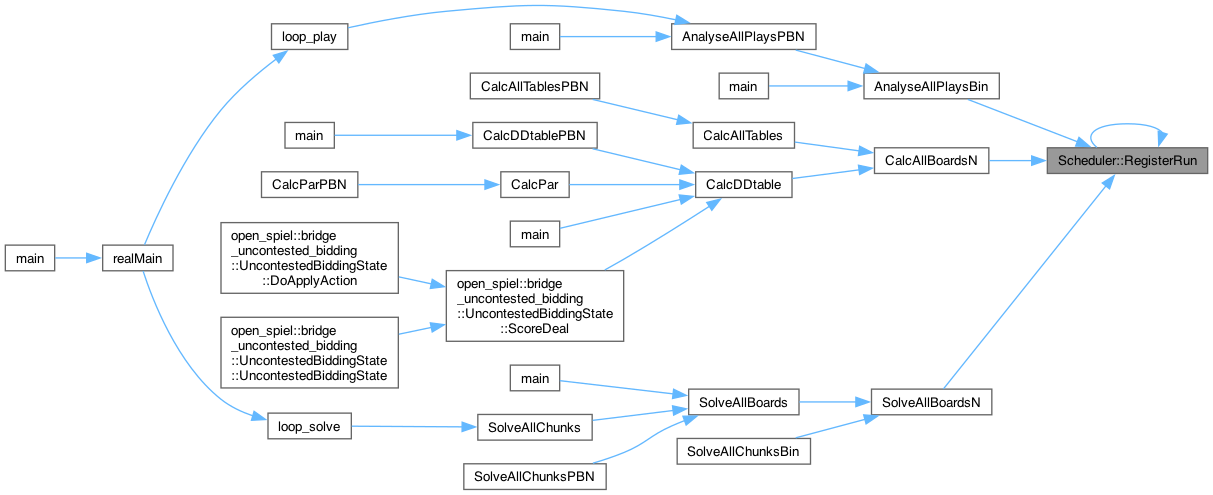 loop_play
main
AnalyseAllPlaysPBN
CalcAllTablesPBN
main
AnalyseAllPlaysBin
main
CalcDDtablePBN
CalcAllTables
CalcAllBoardsN
Scheduler::RegisterRun
CalcParPBN
CalcPar
CalcDDtable
main
main
realMain
open_spiel::bridge
_uncontested_bidding
::UncontestedBiddingState
::DoApplyAction
open_spiel::bridge
_uncontested_bidding
::UncontestedBiddingState
::ScoreDeal
open_spiel::bridge
_uncontested_bidding
::UncontestedBiddingState
::UncontestedBiddingState
main
SolveAllBoards
SolveAllBoardsN
loop_solve
SolveAllChunks
SolveAllChunksBin
SolveAllChunksPBN